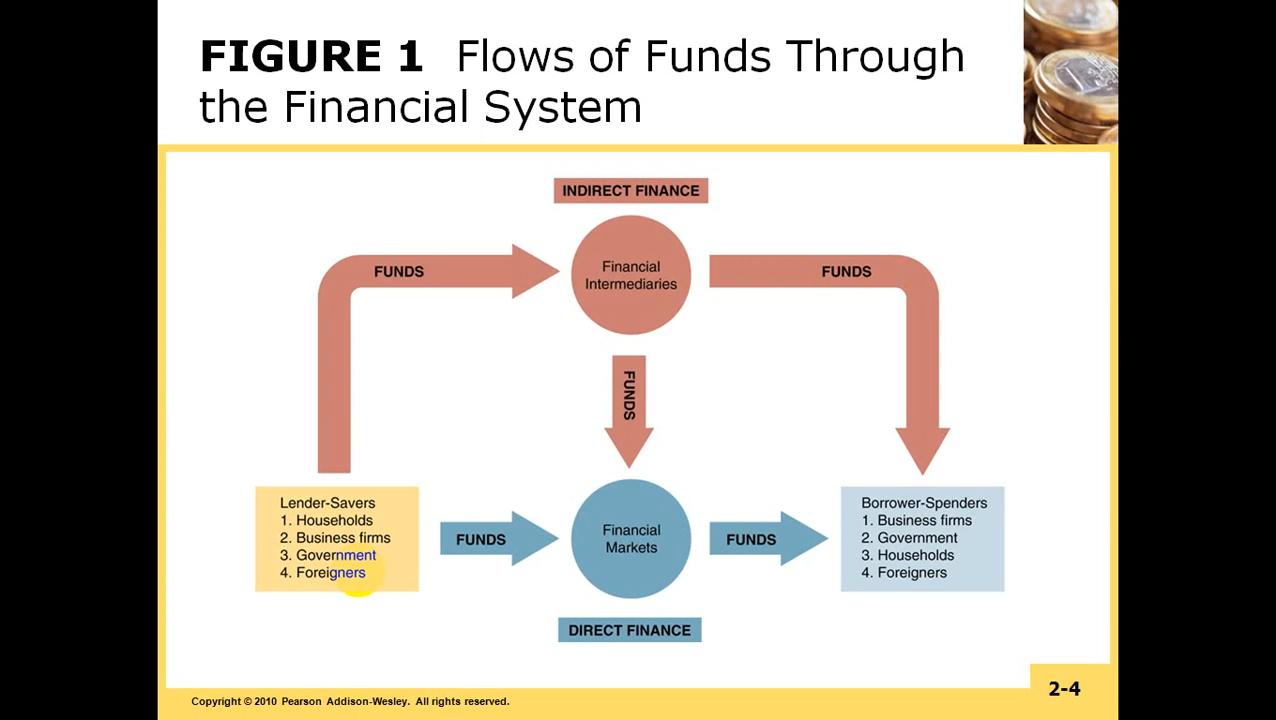 FIGURE 1 Flows of Funds Through
the Financial System
INDIRECT FINANCE
FUNDS
Financial
Intermediaries
FUNDS
FUNDS
Lender-Savers
1. Households
2. Business firms
3. Government
4. Foreigners
FUNDS
Financial
Markets
FUNDS
Borrower-Spenders
1. Business firms
2. Government
3. Households
4. Foreigners
DIRECT FINANCE
Copyright © 2010 Pearson Addison-Wesley. All rights reserved.
2-4